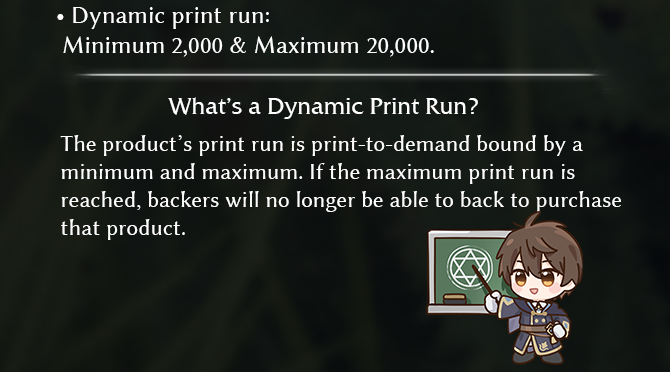 • Dynamic print run:
Minimum 2,000 & Maximum 20,000.
What's a Dynamic Print Run?
The product's print run is print-to-demand bound by a
minimum and maximum. If the maximum print run is
reached, backers will no longer be able to back to purchase
that product.